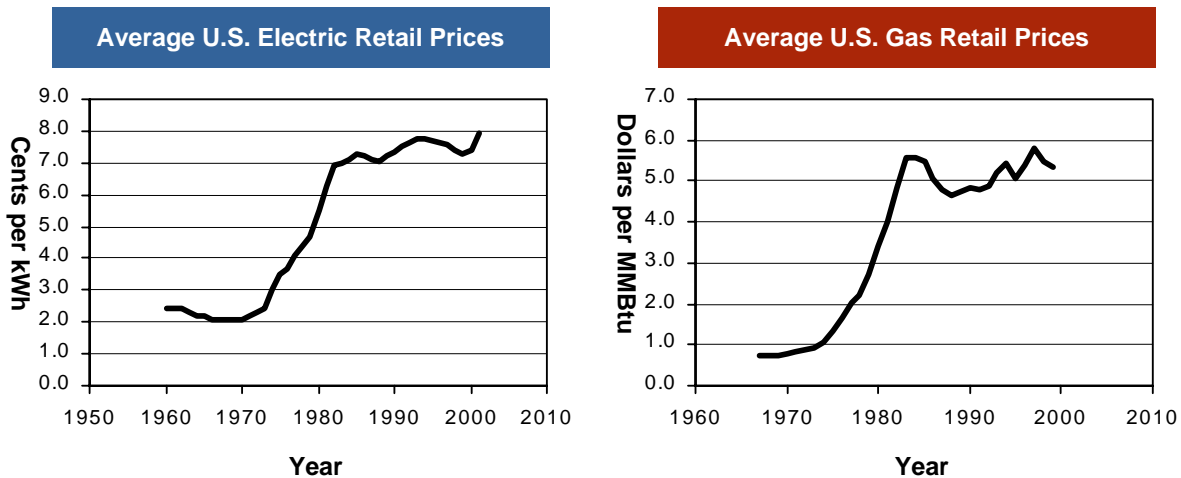 Average U.S. Electric Retail Prices
Cents per kWh
9.0
8.0
7.0
6.0
5.0
4.0
3.0
2.0
1.0
0.0
1950 1960 1970 1980 1990 2000 2010
Year
Average U.S. Gas Retail Prices
Dollars per MMBtu
7.0
6.0
5.0
4.0
3.0
2.0
1.0
0.0
1960 1970 1980 1990 2000 2010
Year